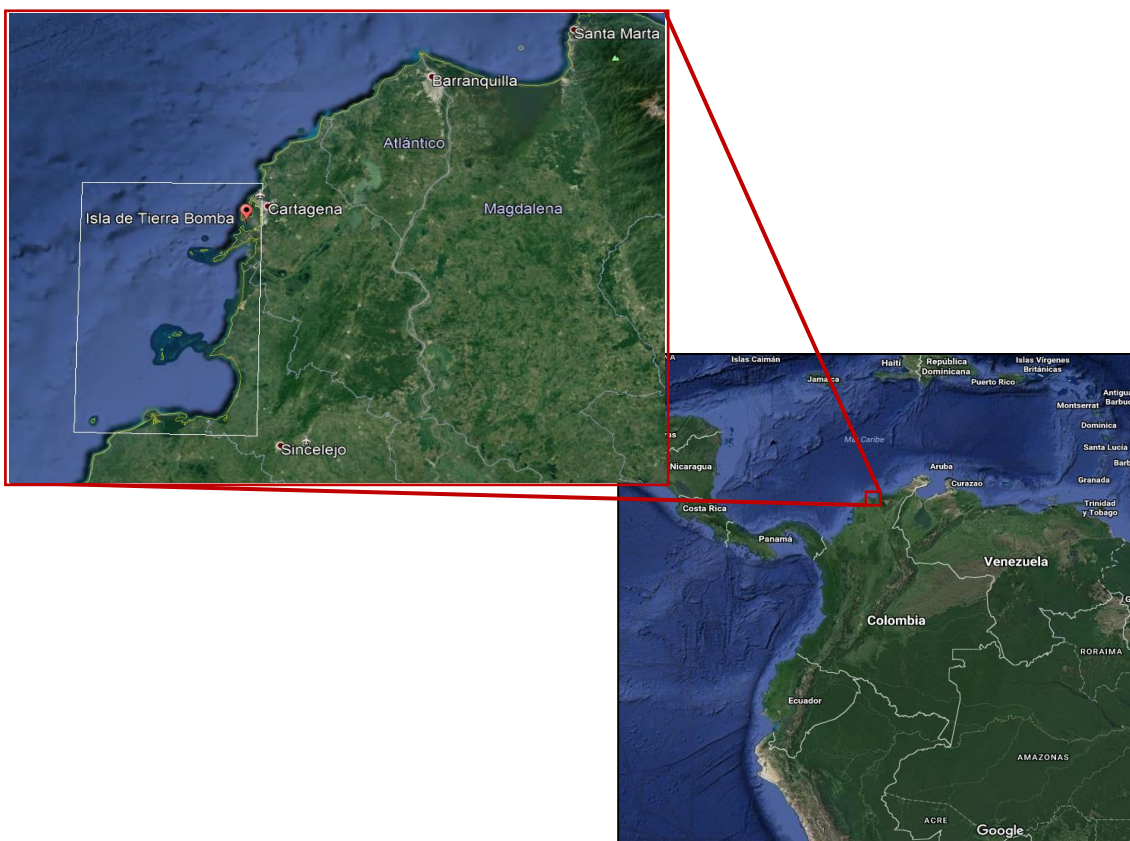 Santa Marta
Barranquilla
Atlántico
Magdalena
Cartagena
Isla de Tierra Bomba
Sincelejo
Islas Caimán
Haití
República
Dominicana
Islas Vírgenes
Británicas
Jamaica
Puerto Rico
Antigua
Barbuda
Montserrat
Dominica
Mar Caribe
Santa Lucía
Barb
Nicaragua
Aruba
Curazao
Granada
Costa Rica
Trinidad
y Tobago
Panamá
Venezuela
Colombia
RORAIMA
Ecuador
AMAZONAS
ACRE
Google